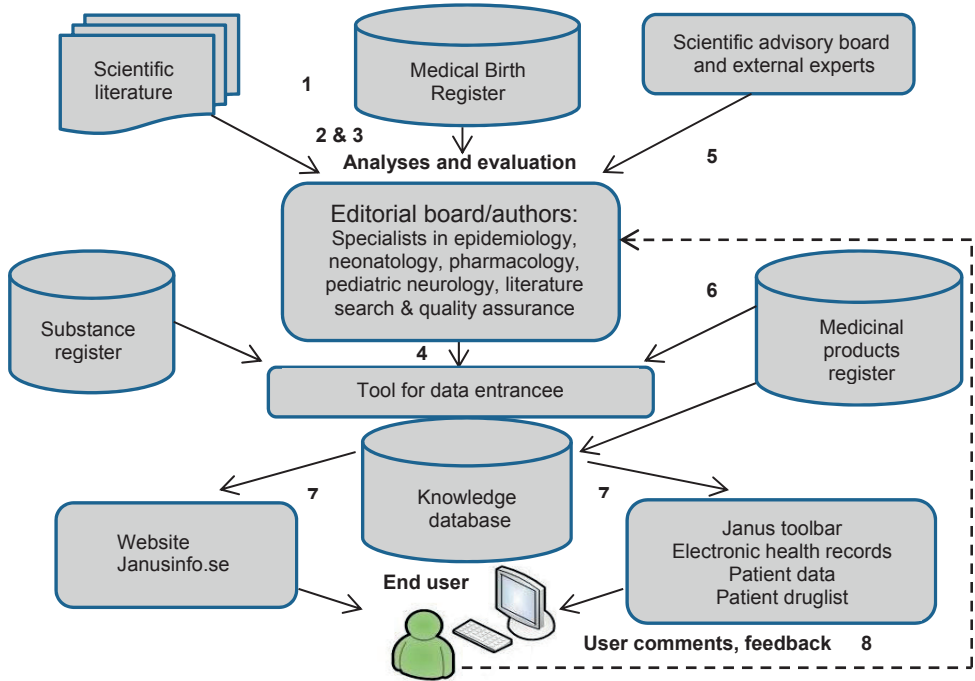 Scientific
literature
1
Medical Birth
Register
Scientific advisory board
and external experts
2 & 3
Analyses and evaluation
5
Editorial board/authors:
Specialists in epidemiology,
neonatology, pharmacology,
pediatric neurology, literature
search & quality assurance
Substance
register
6
Medicinal
products
register
4
Tool for data entrancee
Knowledge
database
7
7
Website
Janusinfo.se
Janus toolbar
Electronic health records
Patient data
Patient druglist
End user
User comments, feedback 8